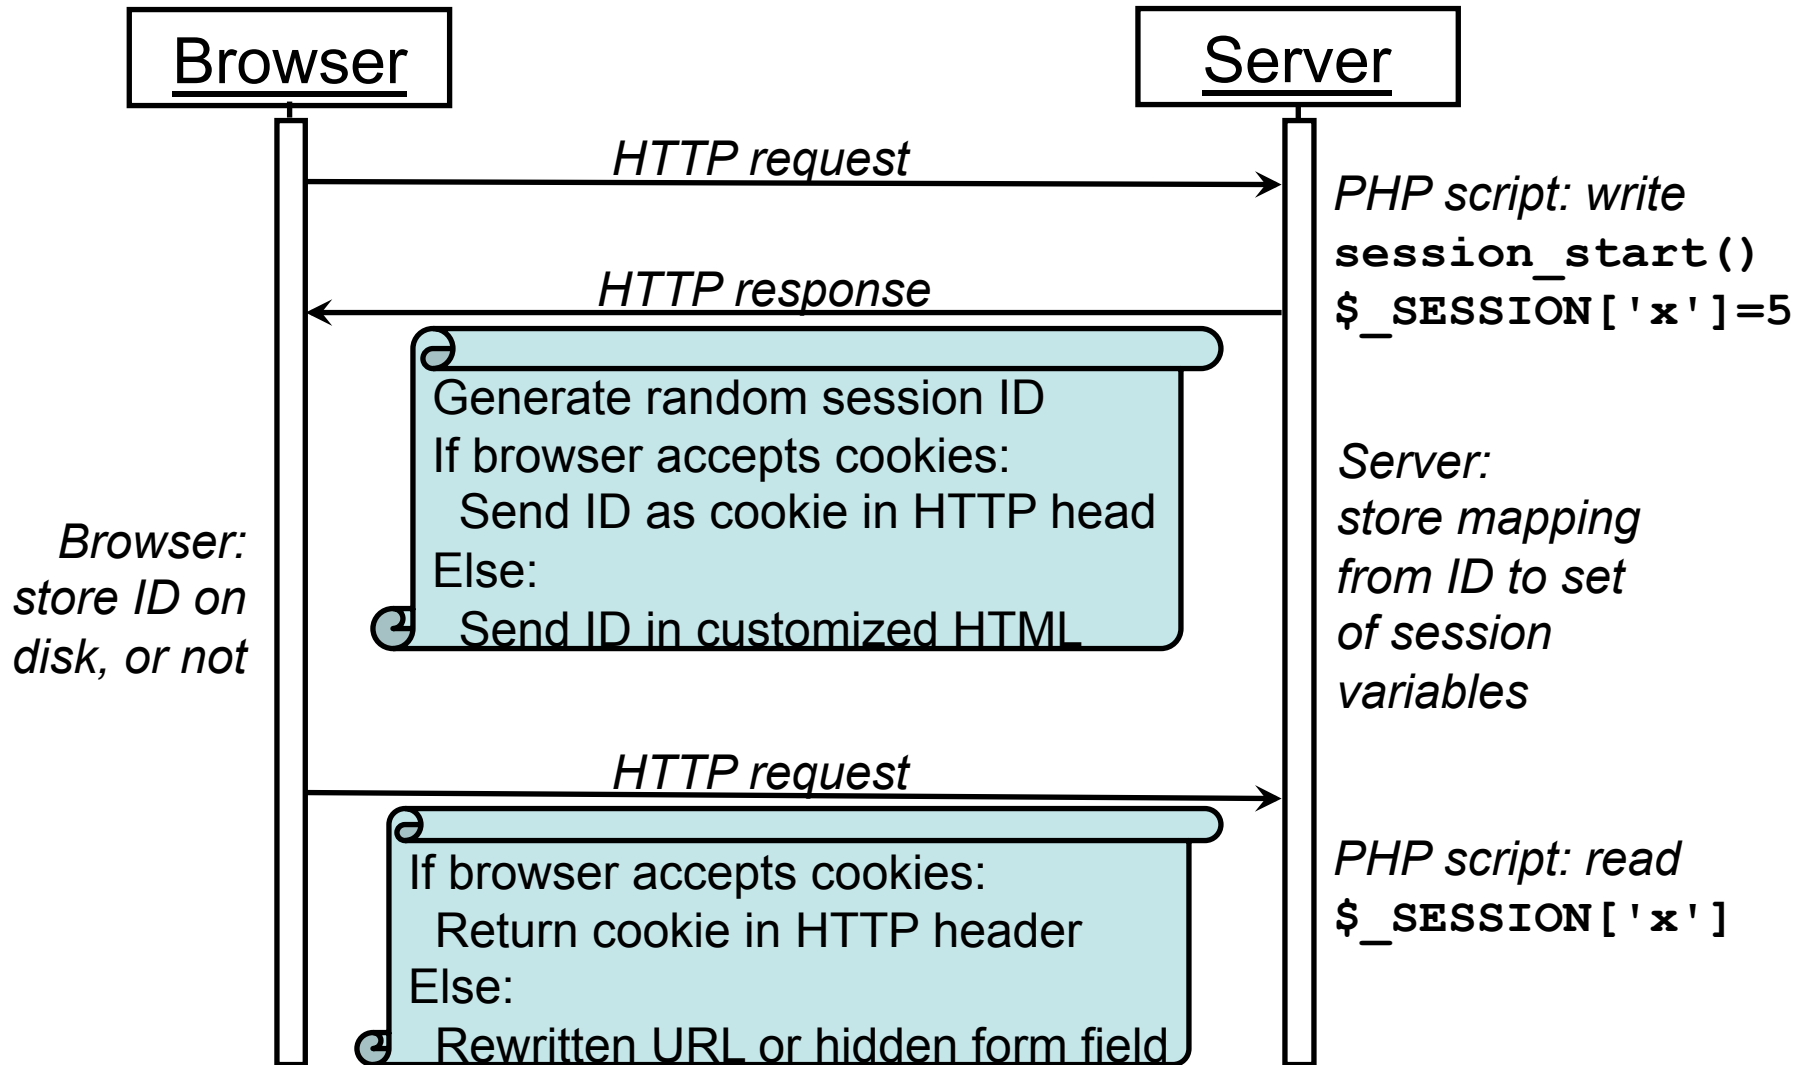 Browser
Server
HTTP request
PHP script: write
session_start()
$_SESSION['x']=5
HTTP response
Generate random session ID
If browser accepts cookies:
Send ID as cookie in HTTP head
Else:
Send ID in customized HTML
Browser:
store ID on
disk, or not
Server:
store mapping
from ID to set
of session
variables
HTTP request
If browser accepts cookies:
Return cookie in HTTP header
Else:
Rewritten URL or hidden form field
PHP script: read
$_SESSION['x']